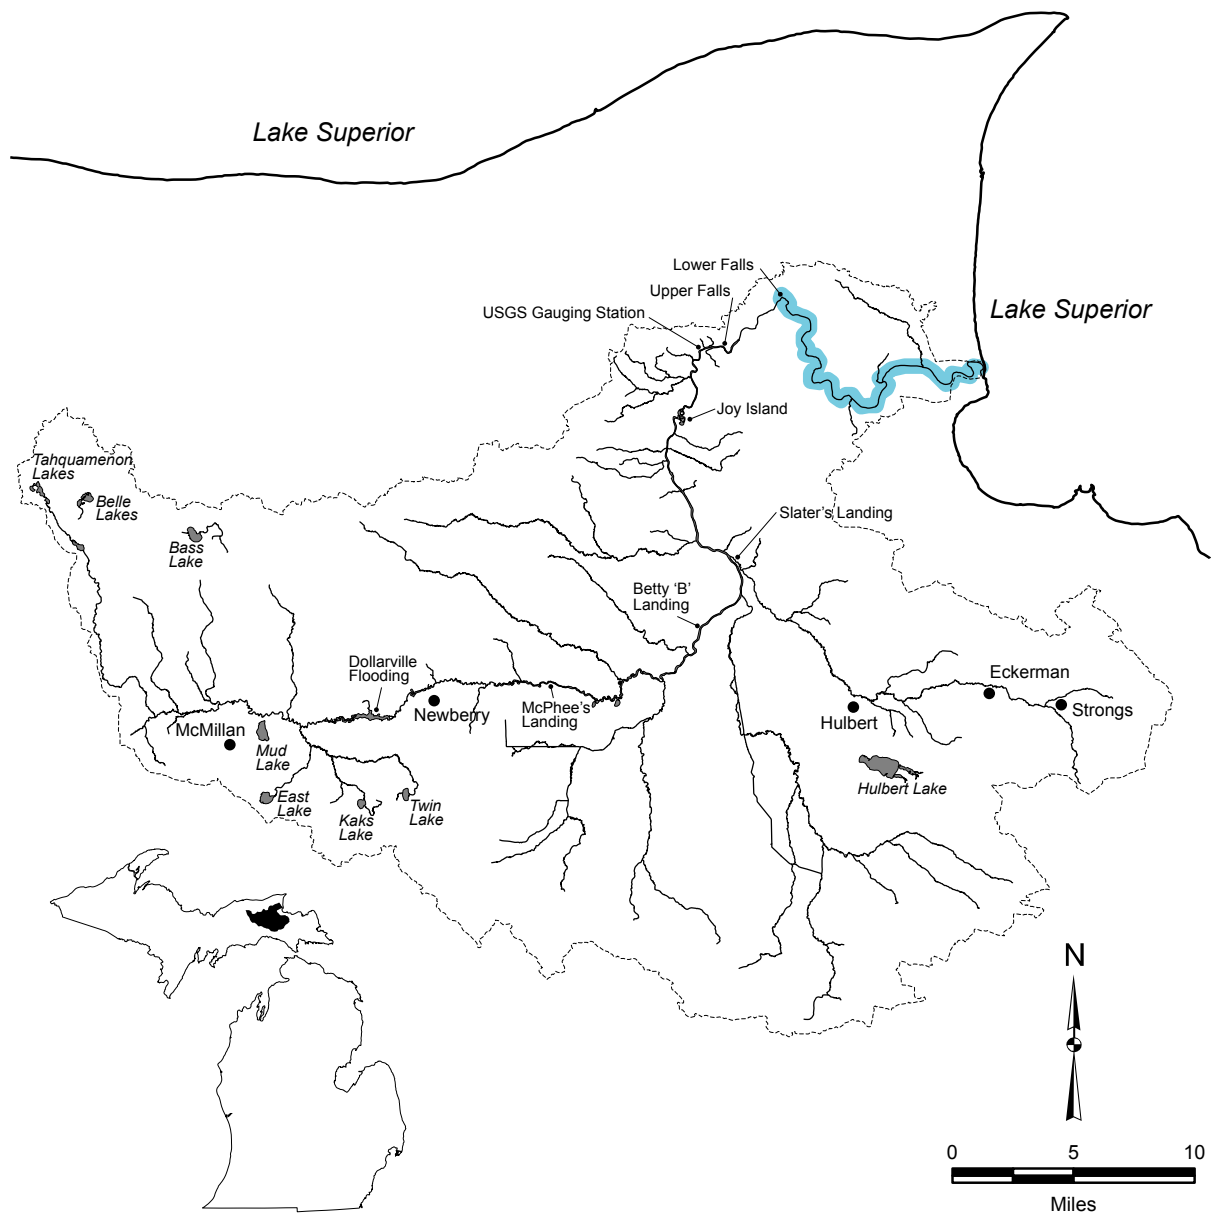 Lake Superior
Lower Falls
Upper Falls
USGS Gauging Station
Lake Superior
Joy Island
Tahquamenon
Lakes
Belle
Lakes
Bass
Lake
Slater's Landing
Betty 'B'
Landing
Dollarville
Flooding
Newberry
McPhee's
Landing
McMillan
Mud
Lake
East
Lake
Kaks
Lake
Twin
Lake
Eckerman
Hulbert
Strongs
Hulbert Lake
N
0 5 10
Miles